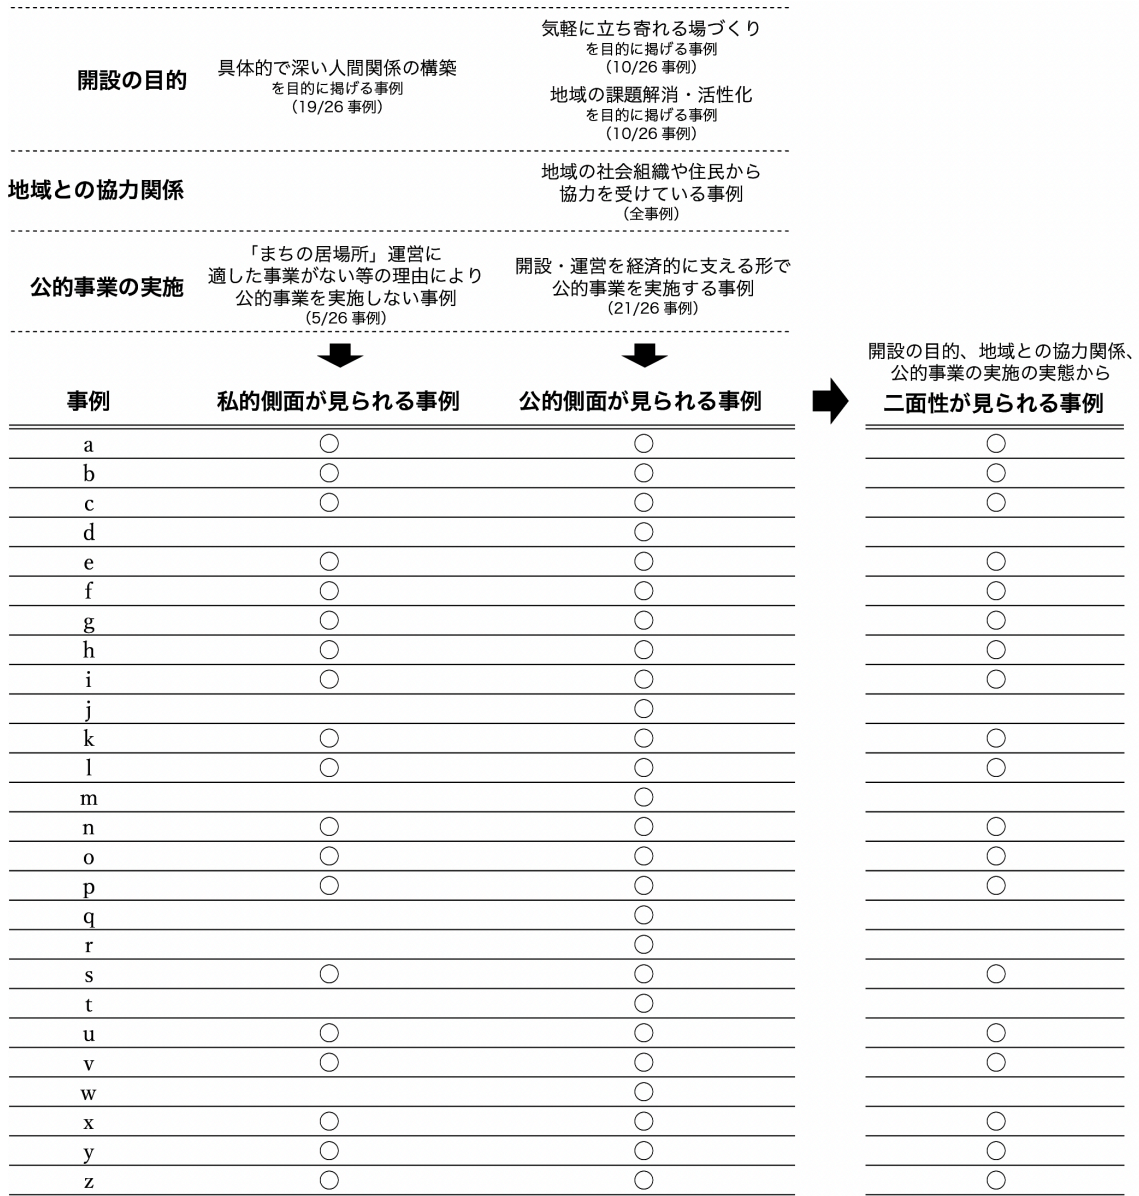 開設の目的
具体的で深い人間関係の構築
を目的に掲げる事例
(19/26 事例)
気軽に立ち寄れる場づくり
を目的に掲げる事例
(10/26 事例)
地域の課題解消・活性化
を目的に掲げる事例
(10/26 事例)
地域との協力関係
地域の社会組織や住民から
協力を受けている事例
(全事例)
公的事業の実施
「まちの居場所」運営に
適した事業がない等の理由により
公的事業を実施しない事例
(5/26 事例)
開設・運営を経済的に支える形で
公的事業を実施する事例
(21/26 事例)
開設の目的、地域との協力関係、
公的事業の実施の実態から
事例 私的側面が見られる事例 公的側面が見られる事例 二面性が見られる事例
a ○ ○ ○
b ○ ○ ○
c ○ ○ ○
d ○
e ○ ○ ○
f ○ ○ ○
g ○ ○ ○
h ○ ○ ○
i ○ ○ ○
j ○
k ○ ○ ○
l ○ ○ ○
m ○
n ○ ○ ○
o ○ ○ ○
p ○ ○ ○
q ○
r ○
s ○ ○ ○
t ○
u ○ ○ ○
v ○ ○ ○
w ○
x ○ ○ ○
y ○ ○ ○
z ○ ○ ○